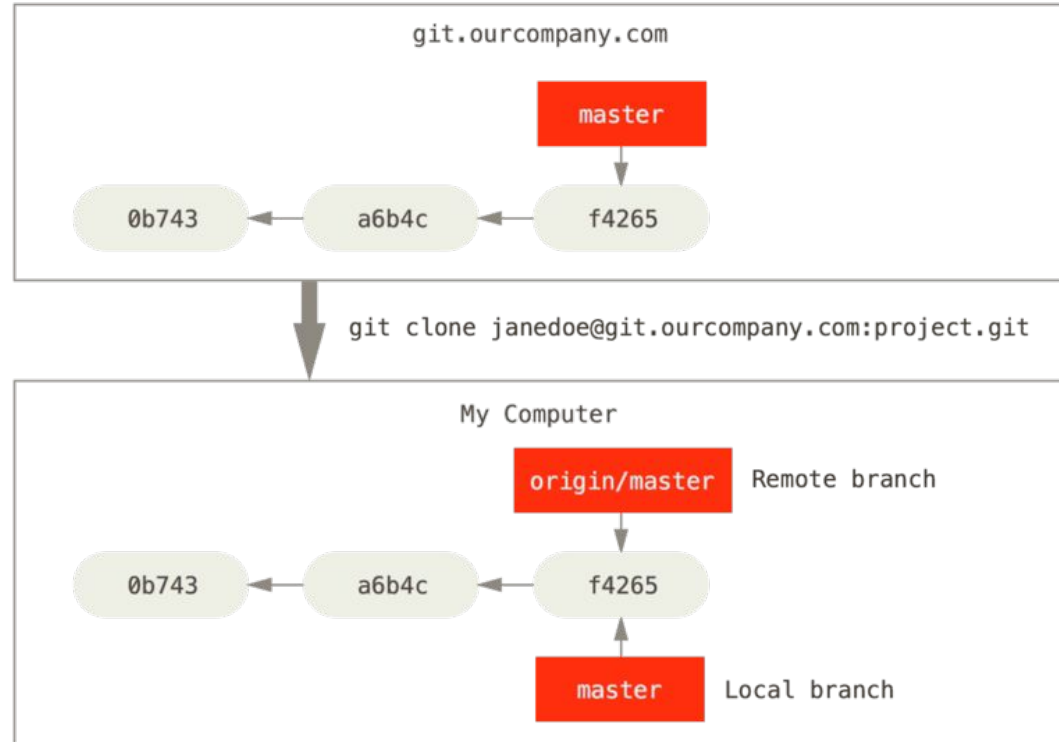 git.ourcompany.com
master
0b743 a6b4c f4265
git clone janedoe@git.ourcompany.com:project.git
My Computer
origin/master Remote branch
0b743 a6b4c f4265
master Local branch